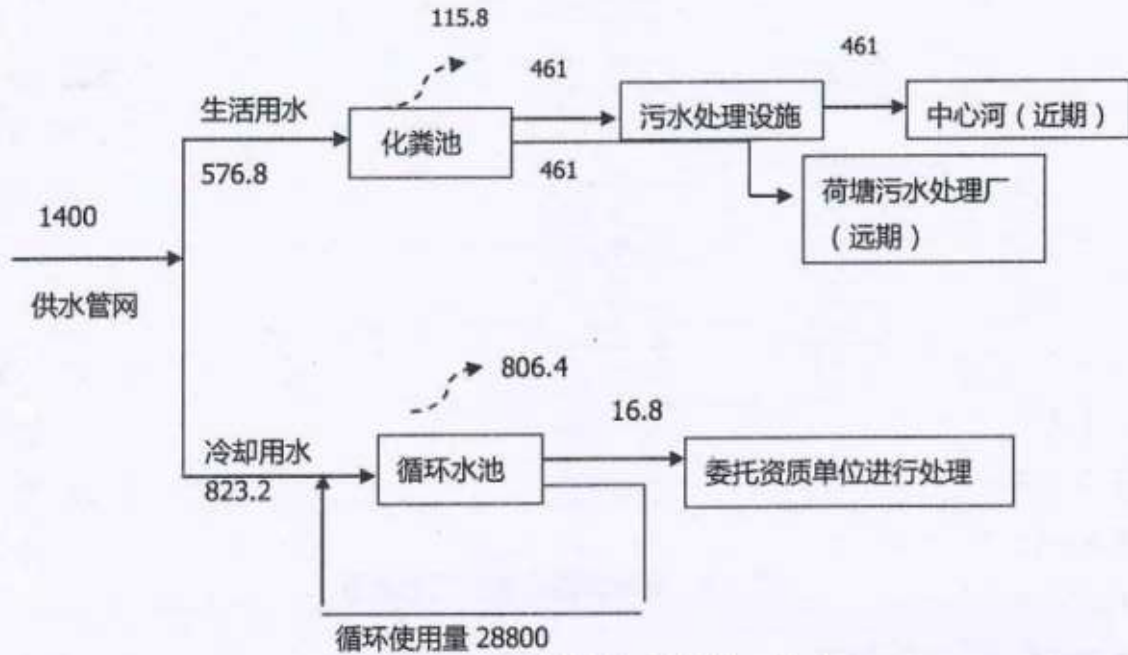 115.8
461
461
生活用水
化粪池
污水处理设施
中心河（近期）
576.8
461
荷塘污水处理厂
（远期）
1400
供水管网
806.4
16.8
冷却用水
循环水池
委托资质单位进行处理
823.2
循环使用量 28800